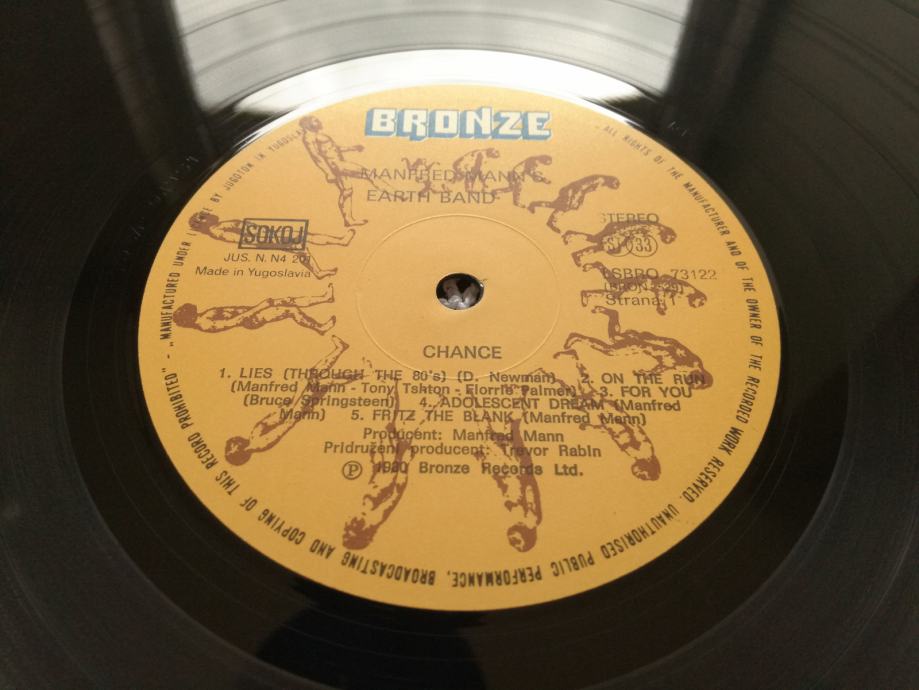 BRONZE
MANFRED MANN'S
EARTH BAND
SOKOJ
JUS. N. N4 201
Made in Yugoslavia
STEREO
33
LSBRO 73122
Strana 1
CHANCE
1. LIES (THROUGH THE 80's) (D. Newman) 2. ON THE RUN
(Manfred Mann - Tony Tshton - Florrie Palmer) 3. FOR YOU
(Bruce Springsteen) 4. ADOLESCENT DREAM (Manfred
Mann) 5. FRITZ THE BLANK (Manfred Mann)
Producent: Manfred Mann
Pridruženi producent: Trevor Rabin
Ⓟ 1980 Bronze Records Ltd.
- ALL RIGHTS OF THE MANUFACTURER AND OF THE OWNER OF THE RECORDED WORK RESERVED. UNAUTHORISED PUBLIC PERFORMANCE, BROADCASTING AND COPYING OF THIS RECORD PROHIBITED" - „MANUFACTURED UNDER BY JUGOTON IN YUGOSLA